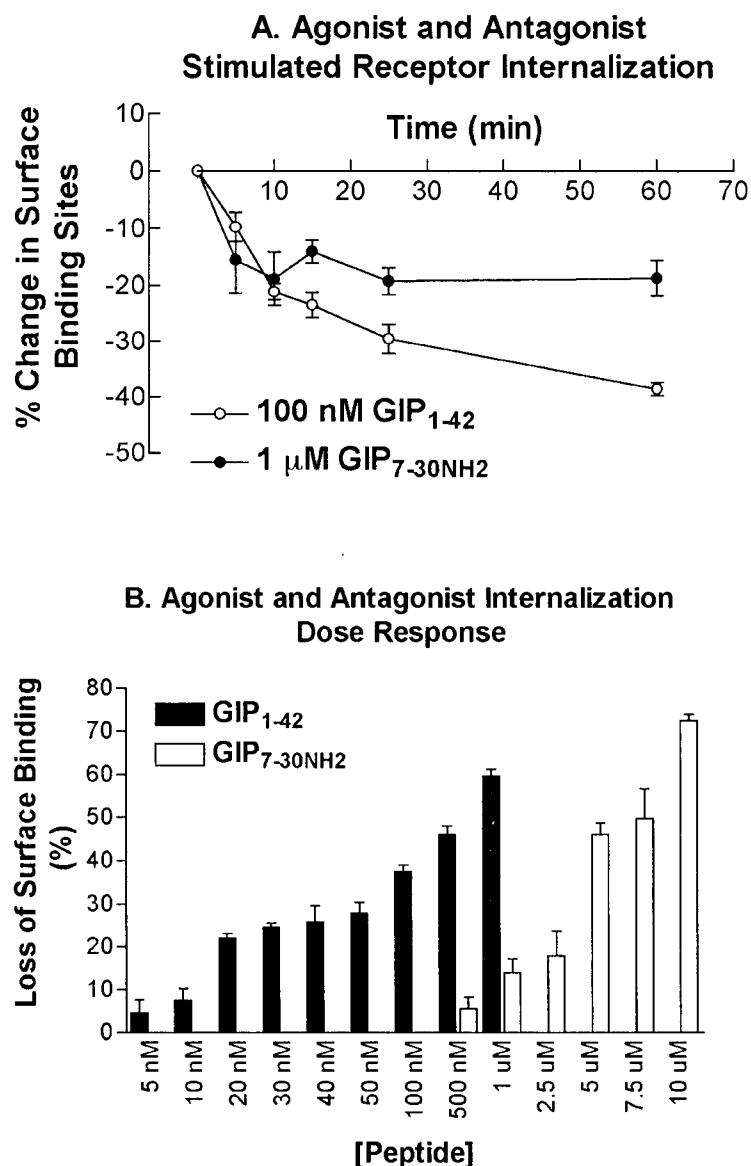 A. Agonist and Antagonist
Stimulated Receptor Internalization
% Change in Surface
Binding Sites
10
0
-10
-20
-30
-40
-50
Time (min)
10
20
30
40
50
60
70
100 nM GIP1-42
1 μM GIP7-30NH2
B. Agonist and Antagonist Internalization
Dose Response
Loss of Surface Binding
(%)
80
70
60
50
40
30
20
10
0
GIP1-42
GIP7-30NH2
5 nM
10 nM
20 nM
30 nM
40 nM
50 nM
100 nM
500 nM
1 uM
2.5 uM
5 uM
7.5 uM
10 uM
[Peptide]